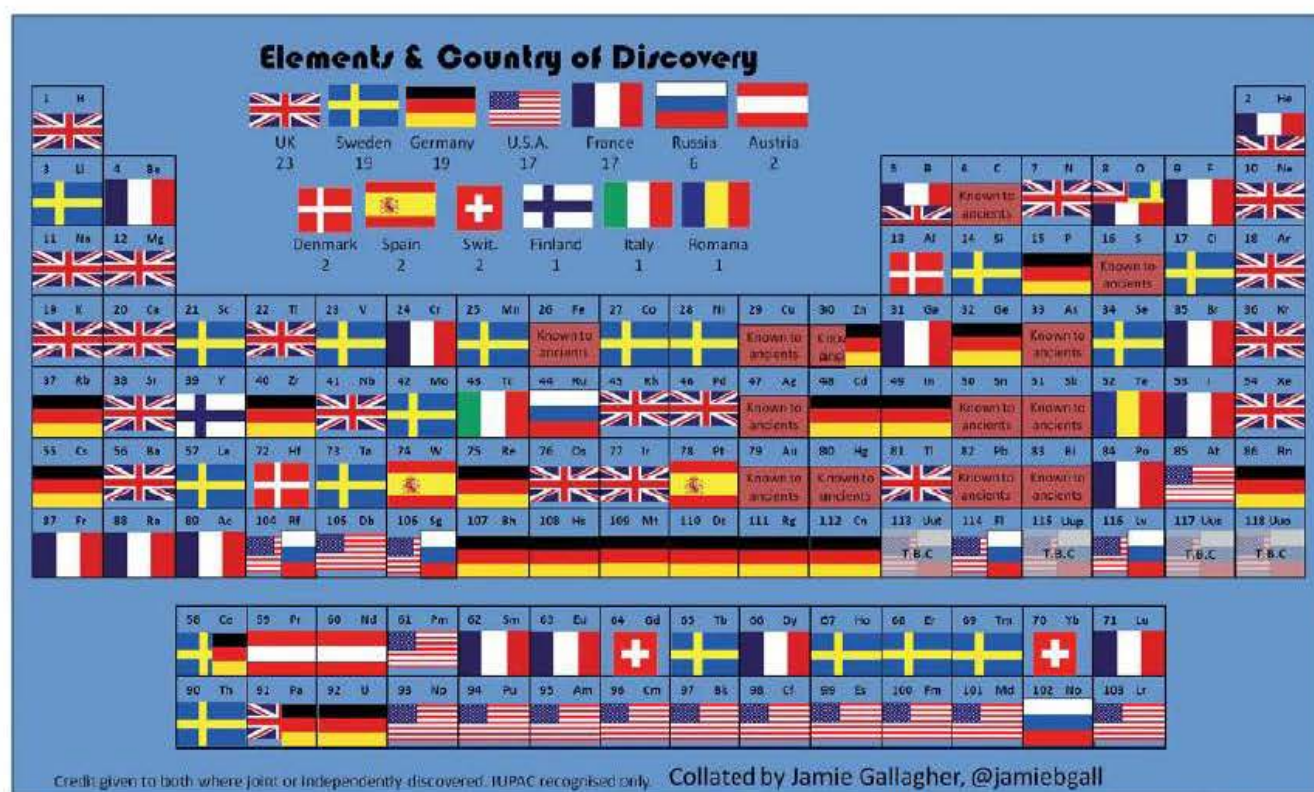 Elements & Country of Discovery
1 H
2 He
UK Sweden Germany U.S.A. France Russia Austria
23 19 19 17 17 6 2
3 Li 4 Be
5 B 6 C 7 N 8 O 9 F 10 Ne
Known to
ancients
Denmark Spain Swit. Finland Italy Romania
2 2 2 1 1 1
11 Na 12 Mg
13 Al 14 Si 15 P 16 S 17 Cl 18 Ar
Known to
ancients
19 K 20 Ca 21 Sc 22 Ti 23 V 24 Cr 25 Mn 26 Fe 27 Co 28 Ni 29 Cu 30 Zn 31 Ga 32 Ge 33 As 34 Se 35 Br 36 Kr
Known to Known to Known to
ancients ancients ancients
37 Rb 38 Sr 39 Y 40 Zr 41 Nb 42 Mo 43 Tc 44 Ru 45 Rh 46 Pd 47 Ag 48 Cd 49 In 50 Sn 51 Sb 52 Te 53 I 54 Xe
Known to Known to Known to
ancients ancients ancients
55 Cs 56 Ba 57 La 72 Hf 73 Ta 74 W 75 Re 76 Os 77 Ir 78 Pt 79 Au 80 Hg 81 Tl 82 Pb 83 Bi 84 Po 85 At 86 Rn
Known to Known to Known to Known to
ancients ancients ancients ancients
87 Fr 88 Ra 89 Ac 104 Rf 105 Db 106 Sg 107 Bh 108 Hs 109 Mt 110 Ds 111 Rg 112 Cn 113 Uut 114 Fl 115 Uup 116 Lv 117 Uus 118 Uuo
T.B.C T.B.C T.B.C T.B.C
58 Ce 59 Pr 60 Nd 61 Pm 62 Sm 63 Eu 64 Gd 65 Tb 66 Dy 67 Ho 68 Er 69 Tm 70 Yb 71 Lu
90 Th 91 Pa 92 U 93 Np 94 Pu 95 Am 96 Cm 97 Bk 98 Cf 99 Es 100 Fm 101 Md 102 No 103 Lr
Credit given to both where joint or independently discovered. IUPAC recognised only. Collated by Jamie Gallagher, @jamiebgall